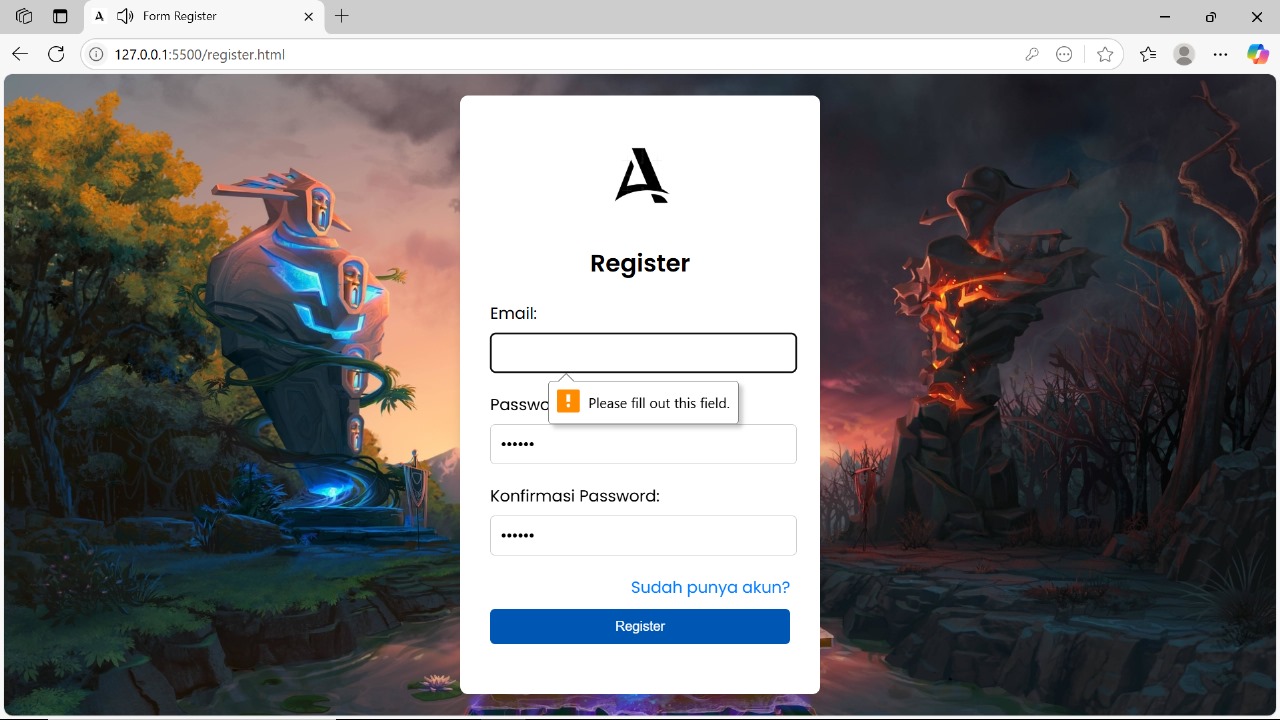 Form Register
127.0.0.1:5500/register.html
A
Register
Email:
Please fill out this field.
Passwo
••••••
Konfirmasi Password:
••••••
Sudah punya akun?
Register